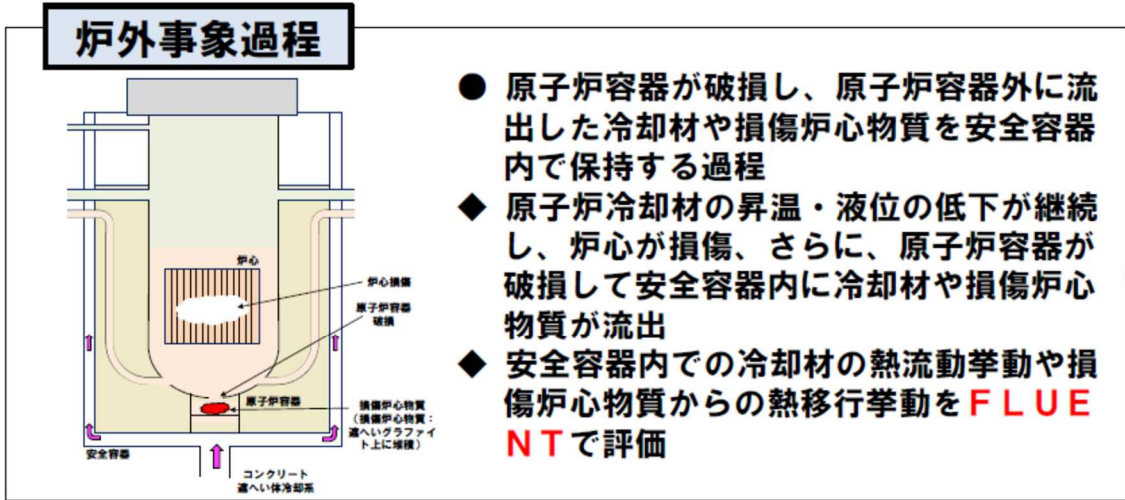 炉外事象過程
● 原子炉容器が破損し、原子炉容器外に流
出した冷却材や損傷炉心物質を安全容器
内で保持する過程
◆ 原子炉冷却材の昇温・液位の低下が継続
し、炉心が損傷、さらに、原子炉容器が
破損して安全容器内に冷却材や損傷炉心
物質が流出
◆ 安全容器内での冷却材の熱流動挙動や損
傷炉心物質からの熱移行挙動をFLUE
NTで評価
炉心
炉心損傷
原子炉容器
破損
原子炉容器
損傷炉心物質
(損傷炉心物質:
遮へいグラファイ
ト上に堆積)
安全容器
コンクリート
遮へい体冷却系